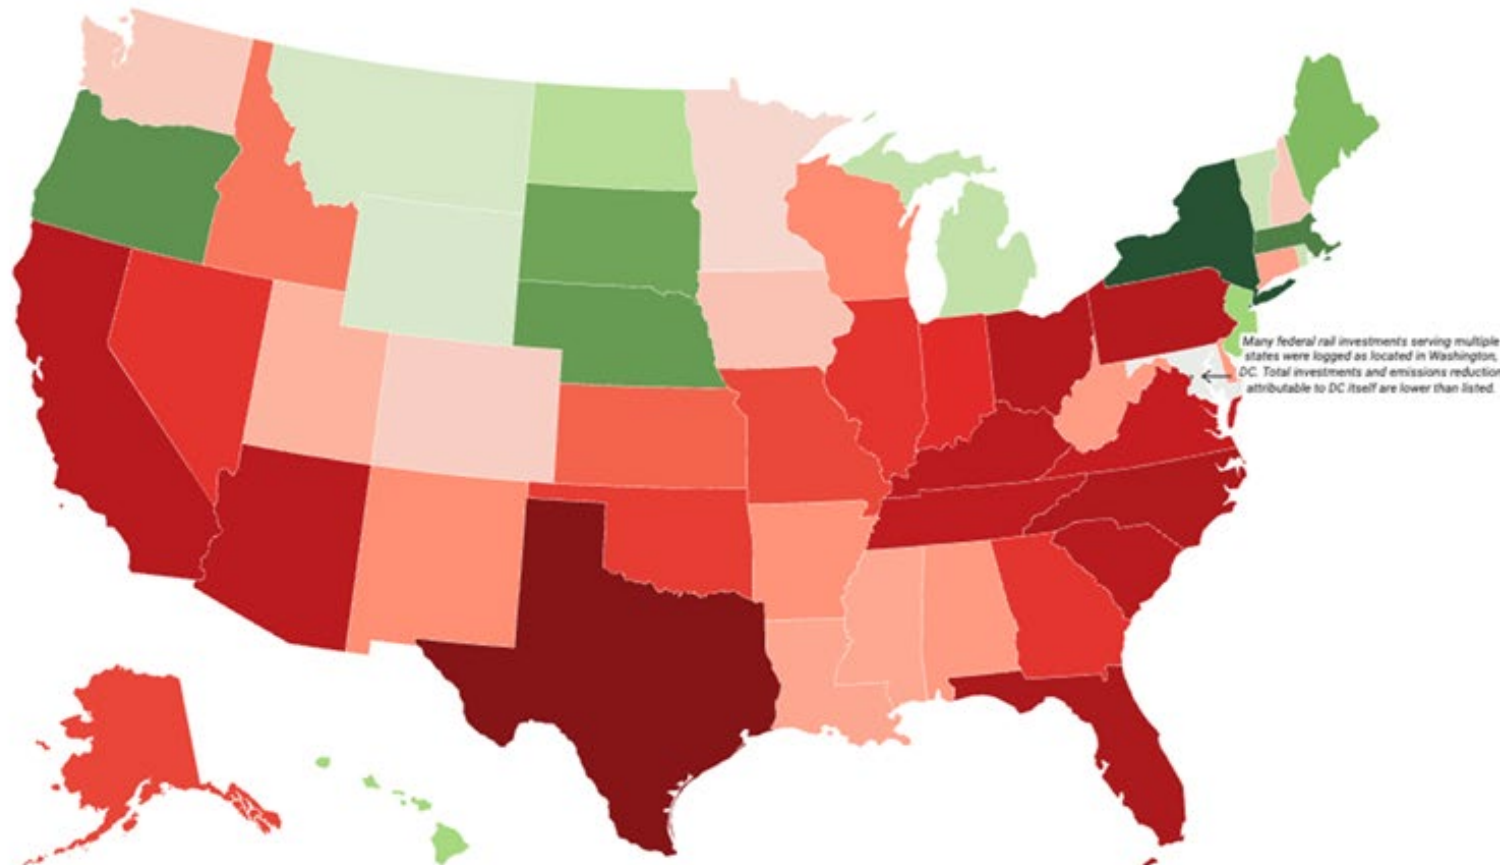 Many federal rail investments serving multiple
states were logged as located in Washington,
DC. Total investments and emissions reduction
attributable to DC itself are lower than listed.